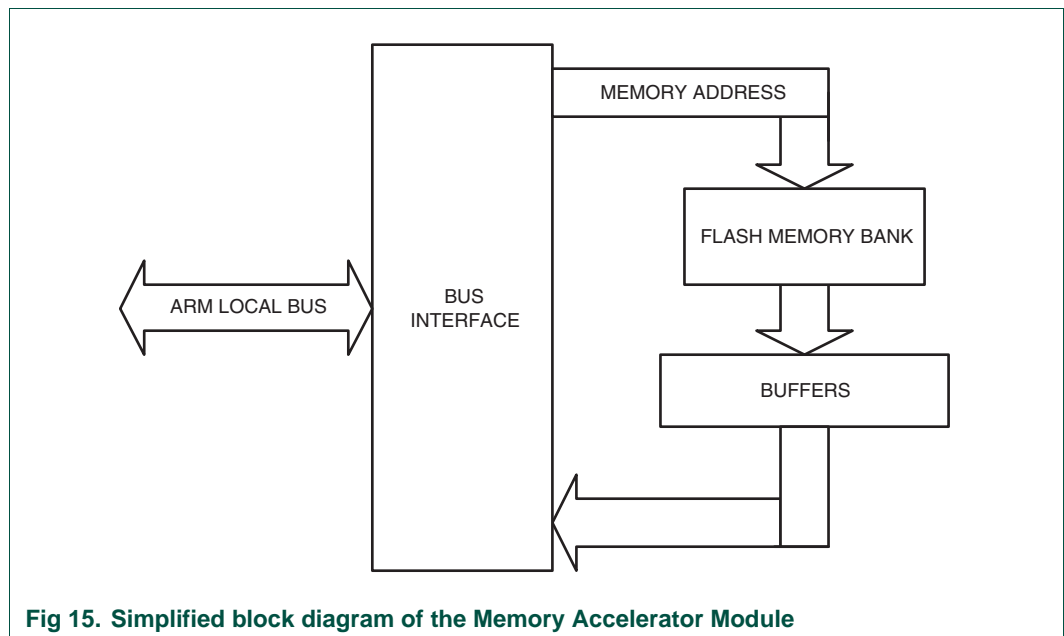 MEMORY ADDRESS
FLASH MEMORY BANK
ARM LOCAL BUS
BUS
INTERFACE
BUFFERS
Fig 15. Simplified block diagram of the Memory Accelerator Module